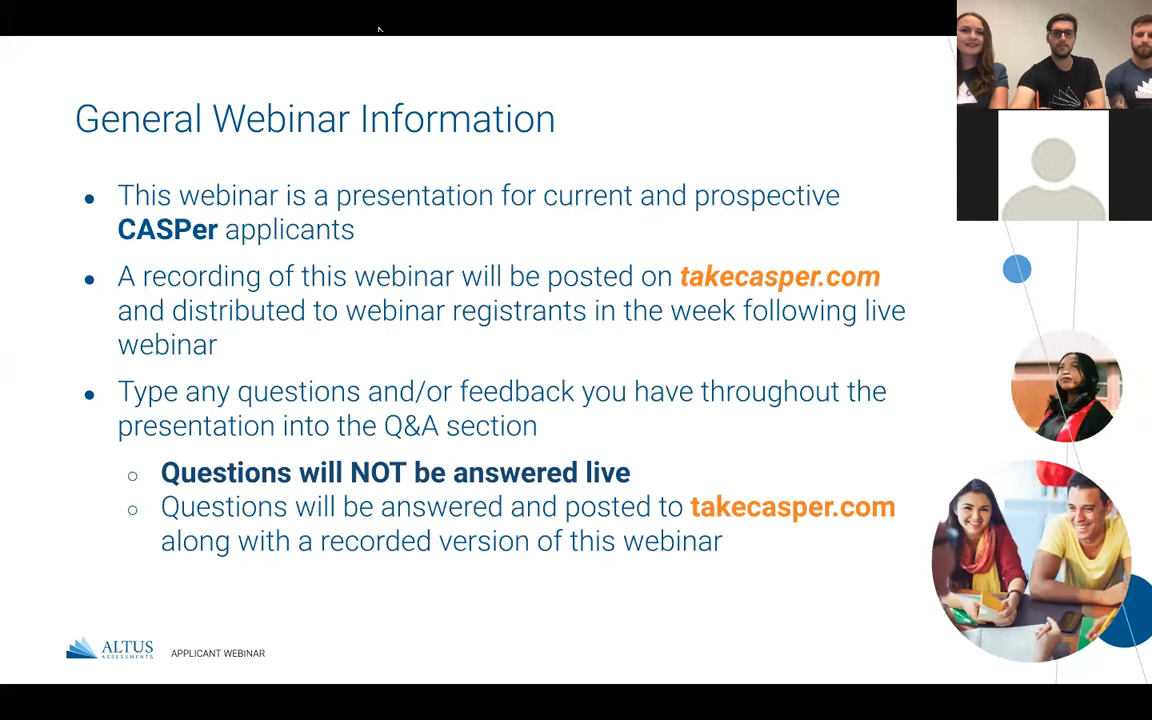 General Webinar Information
● This webinar is a presentation for current and prospective
CASPer applicants
● A recording of this webinar will be posted on takecasper.com
and distributed to webinar registrants in the week following live
webinar
● Type any questions and/or feedback you have throughout the
presentation into the Q&A section
○ Questions will NOT be answered live
○ Questions will be answered and posted to takecasper.com
along with a recorded version of this webinar
ALTUS
ASSESSMENTS
APPLICANT WEBINAR